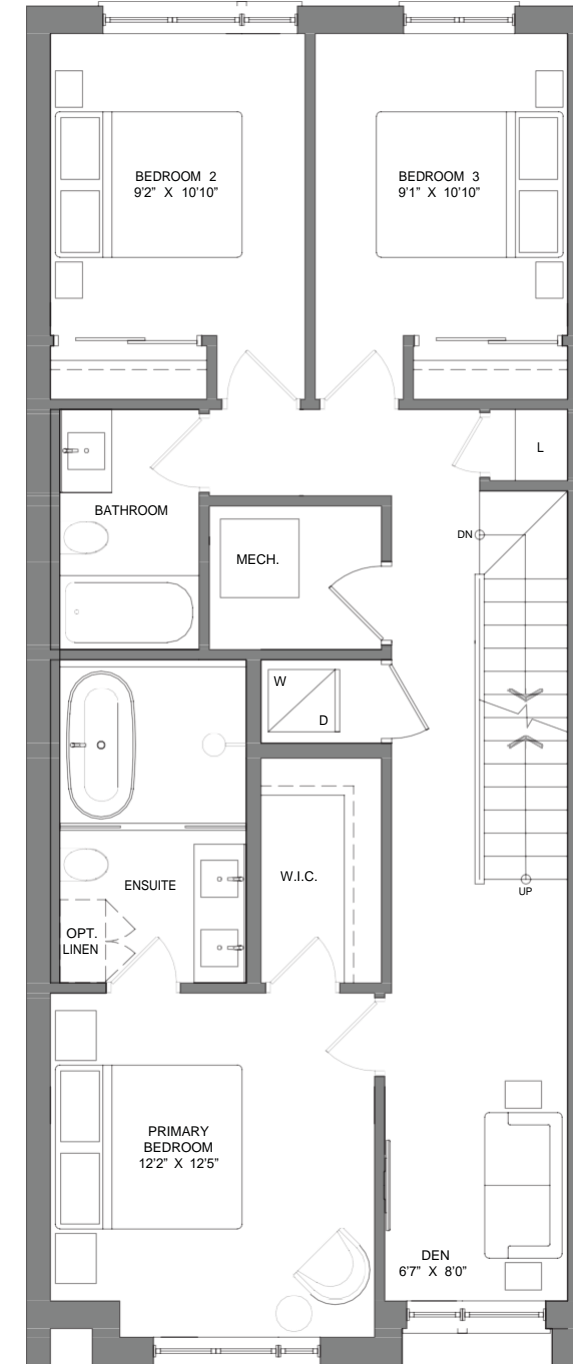 BEDROOM 2
9'2" X 10'10"
BEDROOM 3
9'1" X 10'10"
L
BATHROOM
DN
MECH.
W
D
W.I.C.
ENSUITE
UP
OPT.
LINEN
PRIMARY
BEDROOM
12'2" X 12'5"
DEN
6'7" X 8'0"